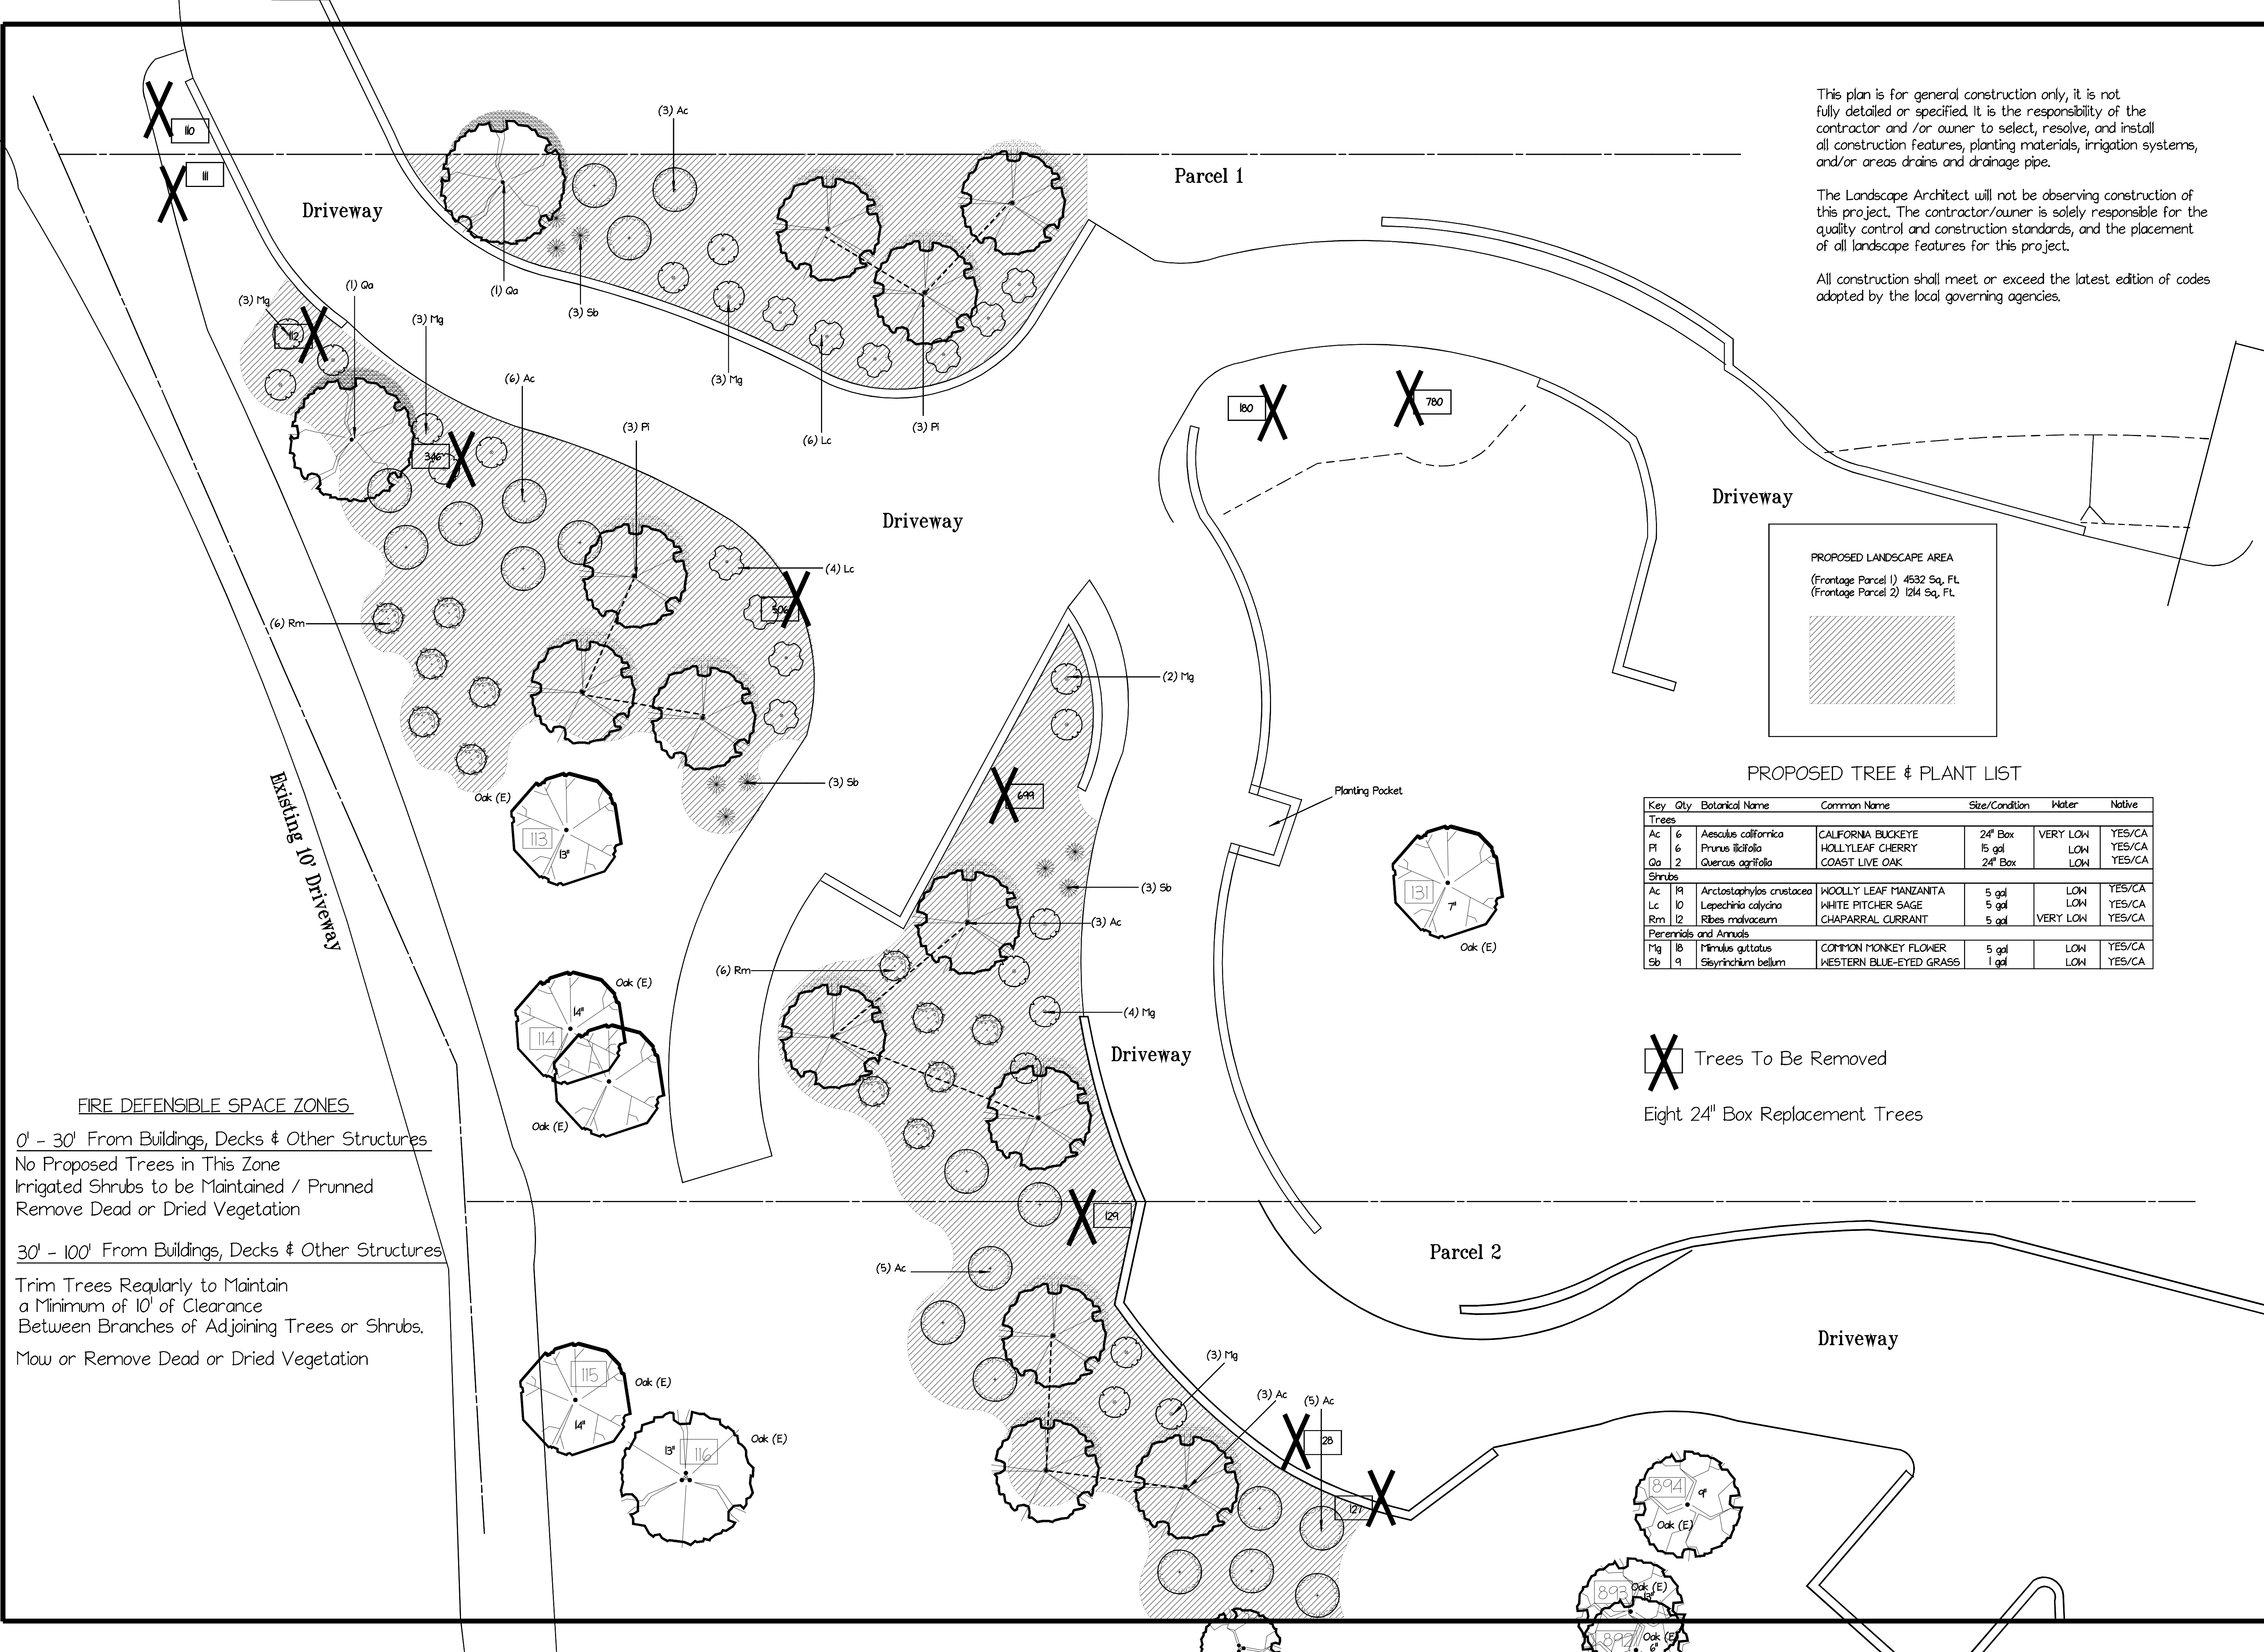 This plan is for general construction only, it is not
fully detailed or specified. It is the responsibility of the
contractor and /or owner to select, resolve, and install
all construction features, planting materials, irrigation systems,
and/or areas drains and drainage pipe.
The Landscape Architect will not be observing construction of
this project. The contractor/owner is solely responsible for the
quality control and construction standards, and the placement
of all landscape features for this project.
All construction shall meet or exceed the latest edition of codes
adopted by the local governing agencies.
110
111
(3) Ac
Parcel 1
Driveway
(1) Qa
(3) Sb
(3) Mg
(6) Lc
(3) Pi
(3) Mg
(1) Qa
(3) Mg
112
346
(6) Ac
(3) Pi
180
780
Driveway
Driveway
(4) Lc
506
(6) Rm
(3) Sb
PROPOSED LANDSCAPE AREA
(Frontage Parcel 1) 4532 Sq. Ft.
(Frontage Parcel 2) 1214 Sq. Ft.
(2) Mg
699
Planting Pocket
Existing 10' Driveway
Oak (E)
113
13"
(3) Sb
(3) Ac
(6) Rm
(4) Mg
131
7"
Oak (E)
Oak (E)
14"
114
Oak (E)
Driveway
PROPOSED TREE & PLANT LIST
Key Qty Botanical Name Common Name Size/Condition Water Native
Trees
Ac 6 Aesculus californica CALIFORNIA BUCKEYE 24" Box VERY LOW YES/CA
PI 6 Prunus ilicifolia HOLLYLEAF CHERRY 15 gal LOW YES/CA
Qa 2 Quercus agrifolia COAST LIVE OAK 24" Box LOW YES/CA
Shrubs
Ac 19 Arctostaphylos crustacea WOOLLY LEAF MANZANITA 5 gal LOW YES/CA
Lc 10 Lepechinia calycina WHITE PITCHER SAGE 5 gal LOW YES/CA
Rm 12 Ribes malvaceum CHAPARRAL CURRANT 5 gal VERY LOW YES/CA
Perennials and Annuals
Mg 18 Mimulus guttatus COMMON MONKEY FLOWER 5 gal LOW YES/CA
Sb 9 Sisyrinchium bellum WESTERN BLUE-EYED GRASS 1 gal LOW YES/CA
Trees To Be Removed
Eight 24" Box Replacement Trees
FIRE DEFENSIBLE SPACE ZONES
0' - 30' From Buildings, Decks & Other Structures
No Proposed Trees in This Zone
Irrigated Shrubs to be Maintained / Prunned
Remove Dead or Dried Vegetation
30' - 100' From Buildings, Decks & Other Structures
Trim Trees Regularly to Maintain
a Minimum of 10' of Clearance
Between Branches of Adjoining Trees or Shrubs.
Mow or Remove Dead or Dried Vegetation
129
(5) Ac
Parcel 2
Driveway
115
14"
Oak (E)
13"
116
Oak (E)
(3) Mg
(3) Ac
(5) Ac
128
127
894
9"
Oak (E)
893
Oak (E)
13"
892
Oak (E)
6"